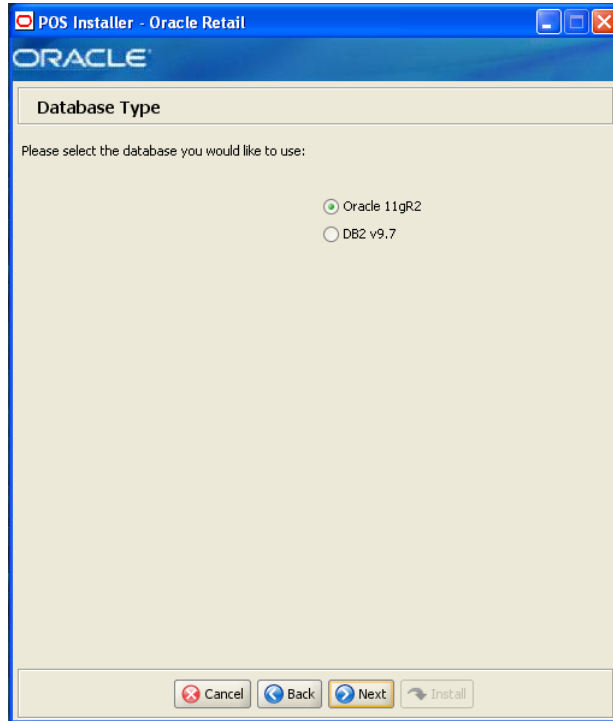 POS Installer - Oracle Retail
ORACLE
Database Type
Please select the database you would like to use:
Oracle 11gR2
DB2 v9.7
Cancel Back Next Install